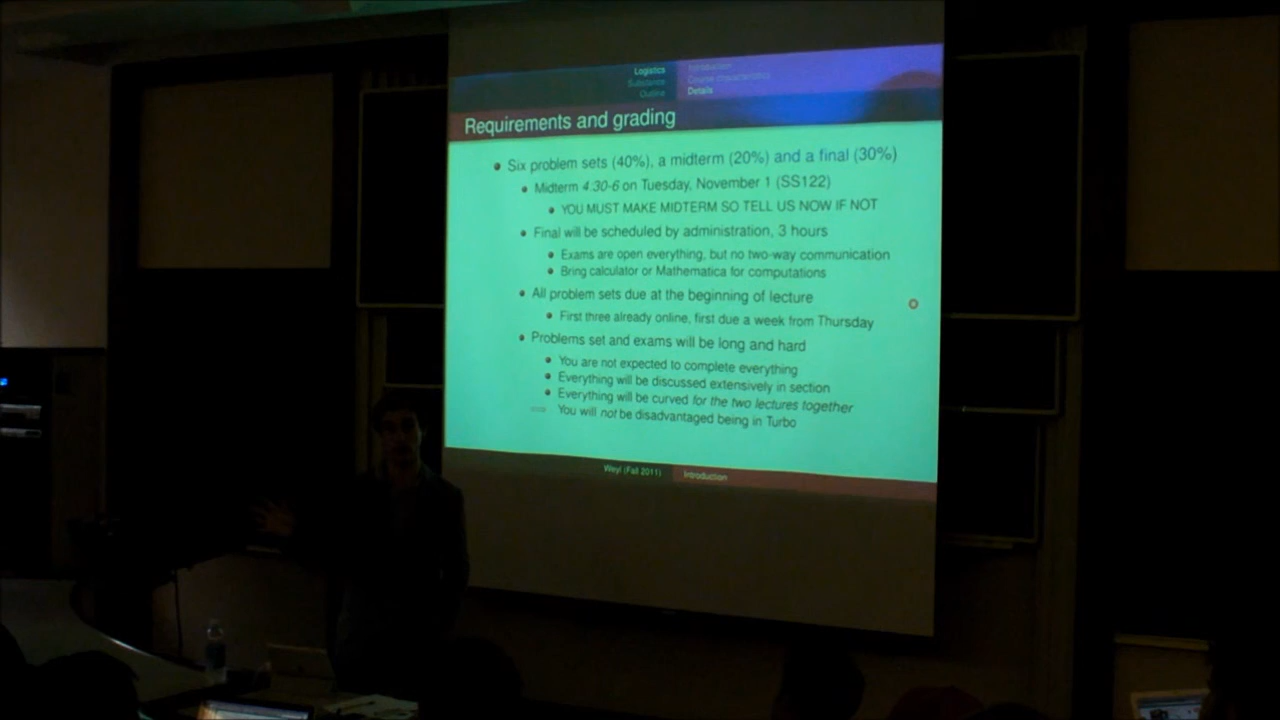 Logistics
Substance
Outline
Introduction
Course characteristics
Details
Requirements and grading
Six problem sets (40%), a midterm (20%) and a final (30%)
Midterm 4:30-6 on Tuesday, November 1 (SS122)
YOU MUST MAKE MIDTERM SO TELL US NOW IF NOT
Final will be scheduled by administration, 3 hours
Exams are open everything, but no two-way communication
Bring calculator or Mathematica for computations
All problem sets due at the beginning of lecture
First three already online, first due a week from Thursday
Problems set and exams will be long and hard
You are not expected to complete everything
Everything will be discussed extensively in section
Everything will be curved for the two lectures together
You will not be disadvantaged being in Turbo
Weyl (Fall 2011)
Introduction